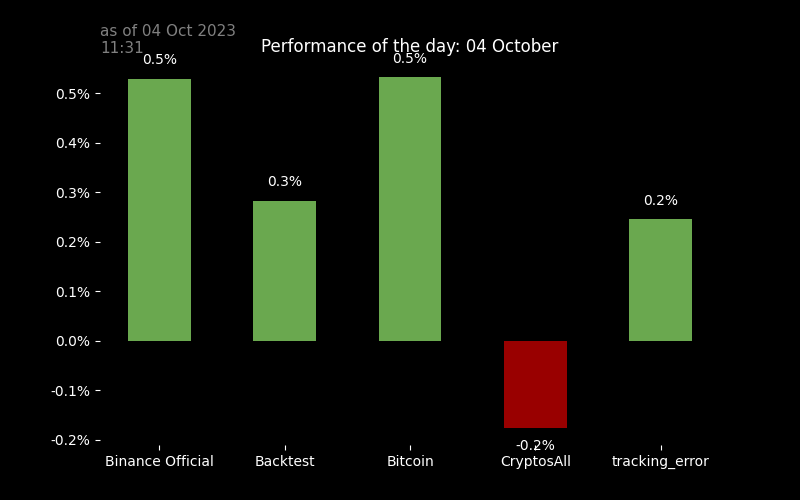 as of 04 Oct 2023
11:31
Performance of the day: 04 October
0.5%
0.5%
0.5%
0.4%
0.3%
0.3%
0.2%
0.2%
0.1%
0.0%
-0.1%
-0.2%
-0.2%
Binance Official
Backtest
Bitcoin
CryptosAll
tracking_error